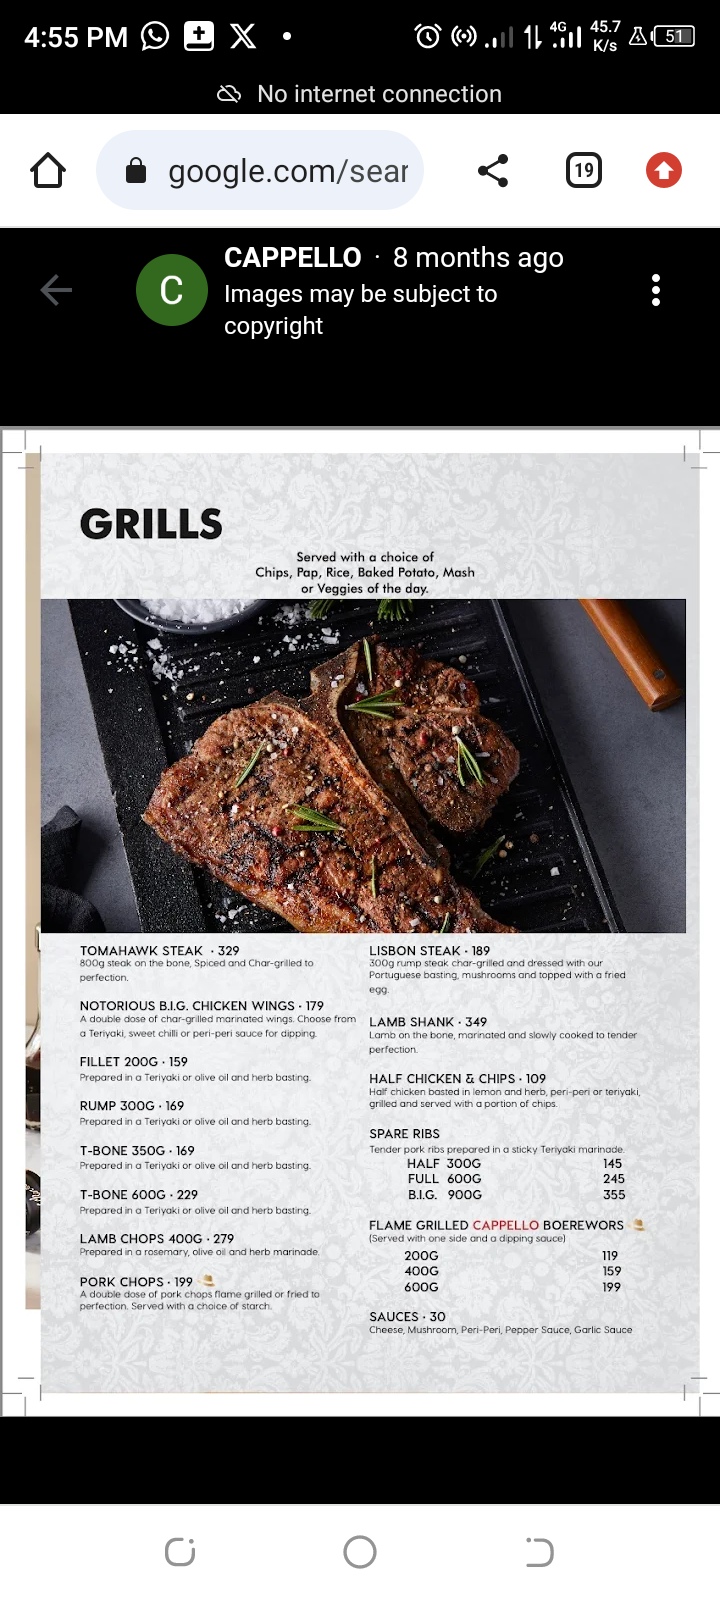 4:55 PM
4G
45.7
K/s
51
No internet connection
google.com/sear
19
C
CAPPELLO · 8 months ago
Images may be subject to
copyright
GRILLS
Served with a choice of
Chips, Pap, Rice, Baked Potato, Mash
or Veggies of the day.
TOMAHAWK STEAK · 329
800g steak on the bone, Spiced and Char-grilled to
perfection.
NOTORIOUS B.I.G. CHICKEN WINGS · 179
A double dose of char-grilled marinated wings. Choose from
a Teriyaki, sweet chilli or peri-peri sauce for dipping.
FILLET 200G · 159
Prepared in a Teriyaki or olive oil and herb basting.
RUMP 300G · 169
Prepared in a Teriyaki or olive oil and herb basting.
T-BONE 350G · 169
Prepared in a Teriyaki or olive oil and herb basting.
T-BONE 600G · 229
Prepared in a Teriyaki or olive oil and herb basting.
LAMB CHOPS 400G · 279
Prepared in a rosemary, olive oil and herb marinade.
PORK CHOPS · 199
A double dose of pork chops flame grilled or fried to
perfection. Served with a choice of starch.
LISBON STEAK · 189
300g rump steak char-grilled and dressed with our
Portuguese basting, mushrooms and topped with a fried
egg.
LAMB SHANK · 349
Lamb on the bone, marinated and slowly cooked to tender
perfection.
HALF CHICKEN & CHIPS · 109
Half chicken basted in lemon and herb, peri-peri or teriyaki,
grilled and served with a portion of chips.
SPARE RIBS
Tender pork ribs prepared in a sticky Teriyaki marinade.
HALF 300G 145
FULL 600G 245
B.I.G. 900G 355
FLAME GRILLED CAPPELLO BOEREWORS
(Served with one side and a dipping sauce)
200G 119
400G 159
600G 199
SAUCES · 30
Cheese, Mushroom, Peri-Peri, Pepper Sauce, Garlic Sauce